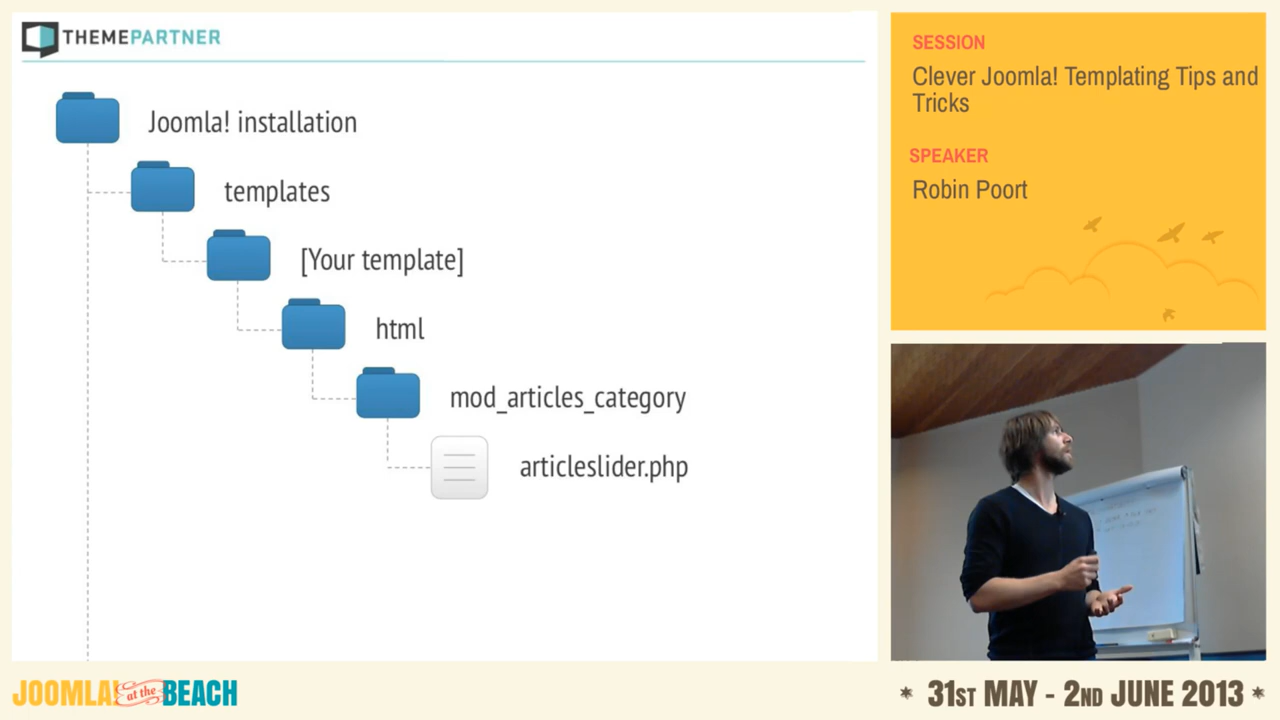 THEMEPARTNER
Joomla! installation
templates
[Your template]
html
mod_articles_category
articleslider.php
SESSION
Clever Joomla! Templating Tips and
Tricks
SPEAKER
Robin Poort
JOOMLA! at the BEACH
* 31ST MAY - 2ND JUNE 2013 *